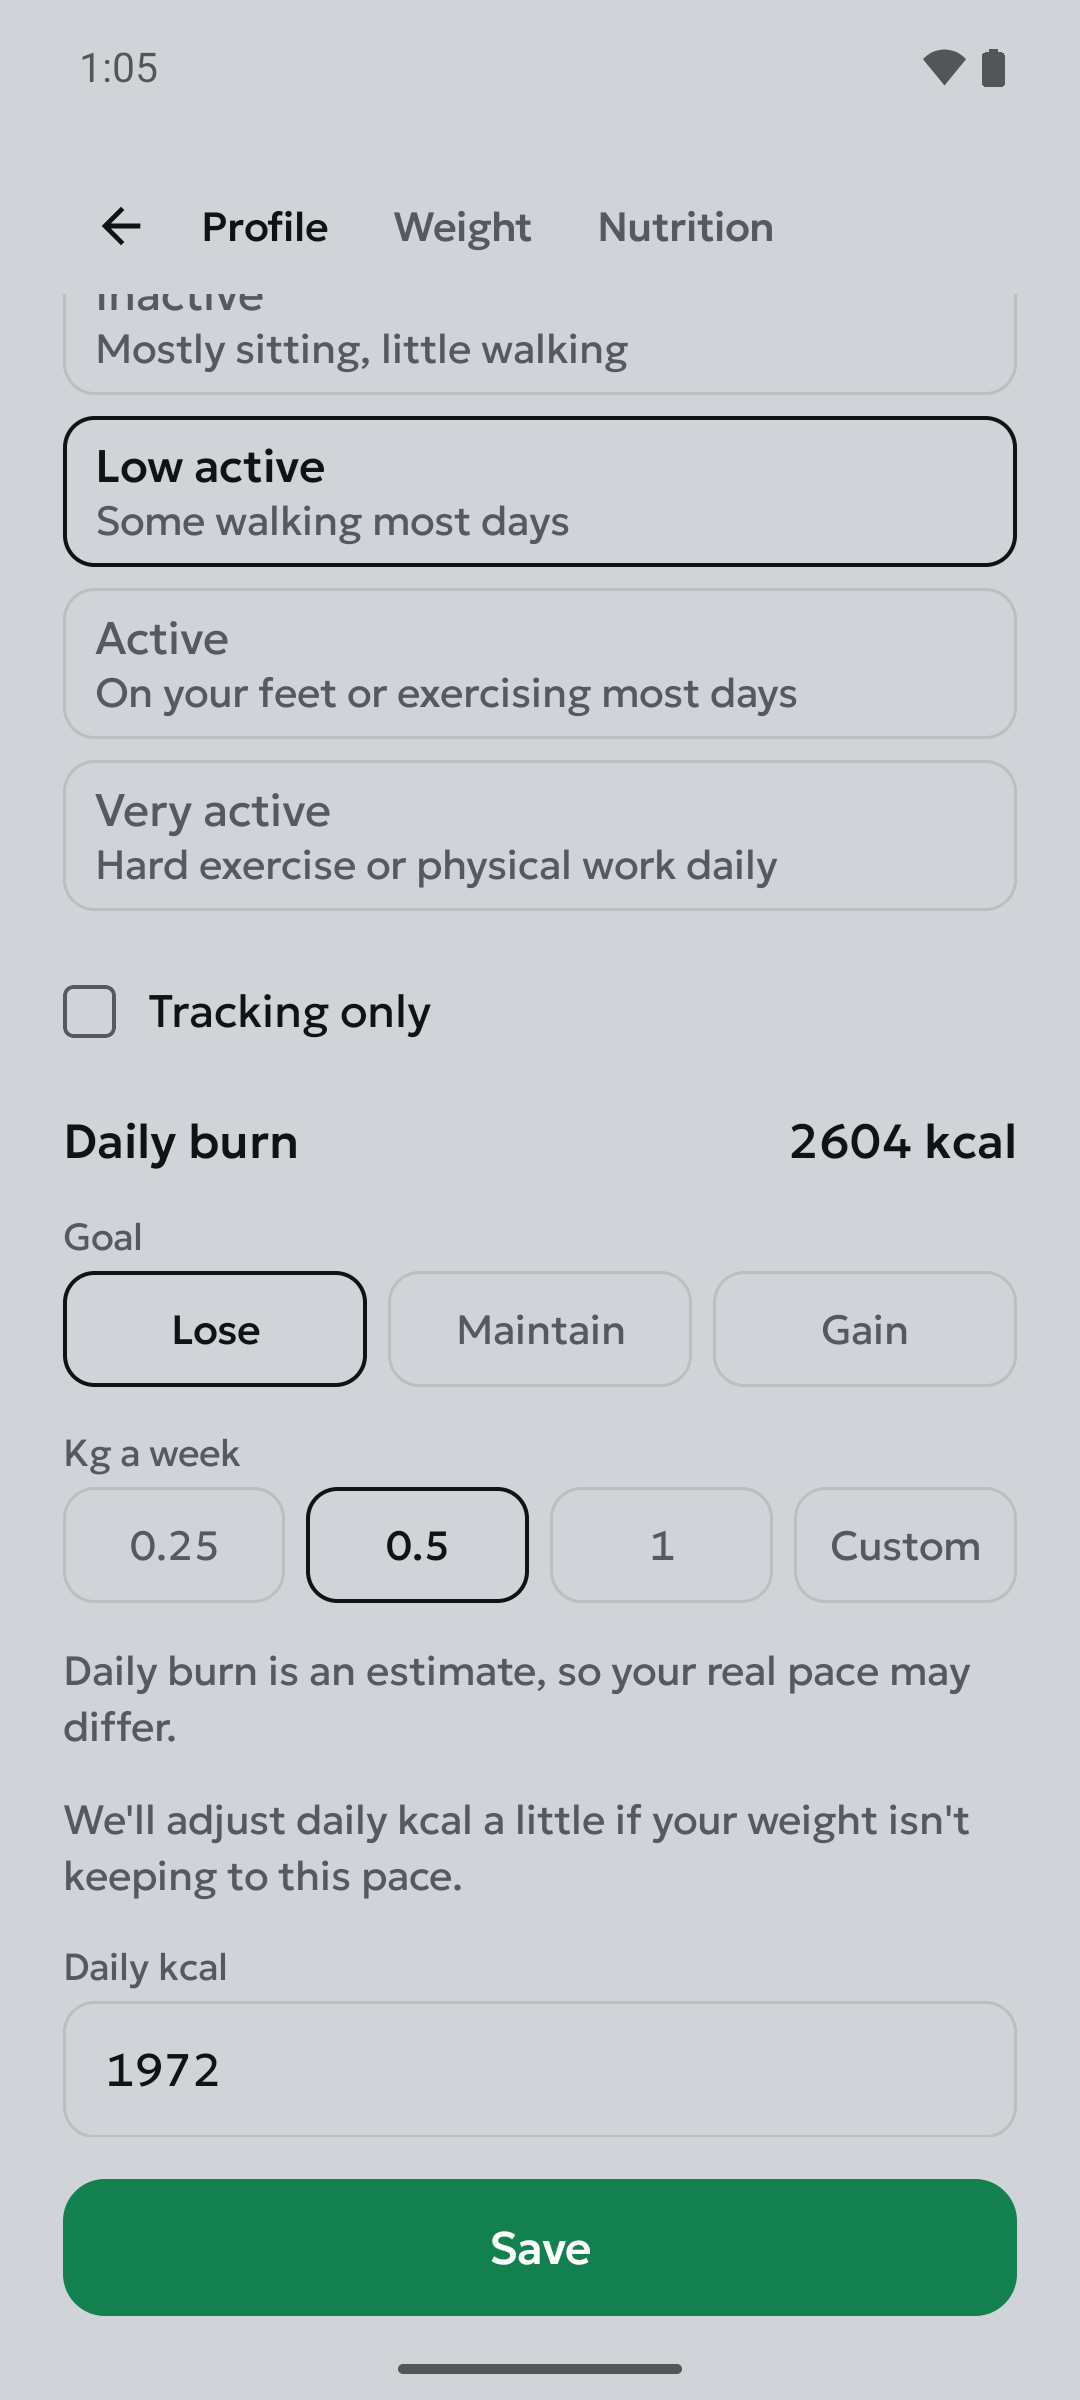 1:05
Profile Weight Nutrition
Inactive
Mostly sitting, little walking
Low active
Some walking most days
Active
On your feet or exercising most days
Very active
Hard exercise or physical work daily
Tracking only
Daily burn 2604 kcal
Goal
Lose Maintain Gain
Kg a week
0.25 0.5 1 Custom
Daily burn is an estimate, so your real pace may
differ.
We'll adjust daily kcal a little if your weight isn't
keeping to this pace.
Daily kcal
1972
Save